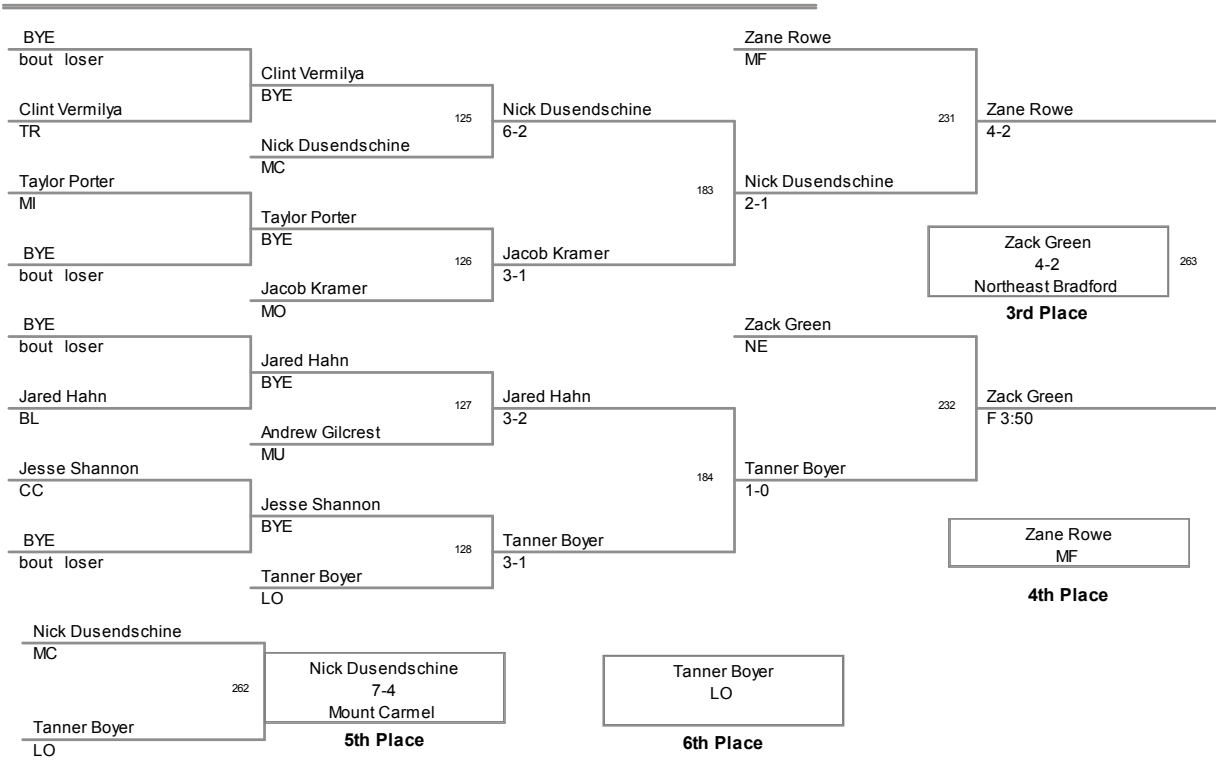 BYE
bout loser
Clint Vermilya
TR
Taylor Porter
MI
BYE
bout loser
BYE
bout loser
Jared Hahn
BL
Jesse Shannon
CC
BYE
bout loser
Clint Vermilya
BYE
125
Nick Dusendschine
MC
Taylor Porter
BYE
126
Jacob Kramer
MO
Jared Hahn
BYE
127
Andrew Gilcrest
MU
Jesse Shannon
BYE
128
Tanner Boyer
LO
Nick Dusendschine
6-2
183
Jacob Kramer
3-1
Jared Hahn
3-2
184
Tanner Boyer
3-1
Zane Rowe
MF
231
Nick Dusendschine
2-1
Zack Green
NE
232
Tanner Boyer
1-0
Zane Rowe
4-2
Zack Green
4-2
Northeast Bradford
263
3rd Place
Zack Green
F 3:50
Zane Rowe
MF
4th Place
Nick Dusendschine
MC
262
Tanner Boyer
LO
Nick Dusendschine
7-4
Mount Carmel
5th Place
Tanner Boyer
LO
6th Place